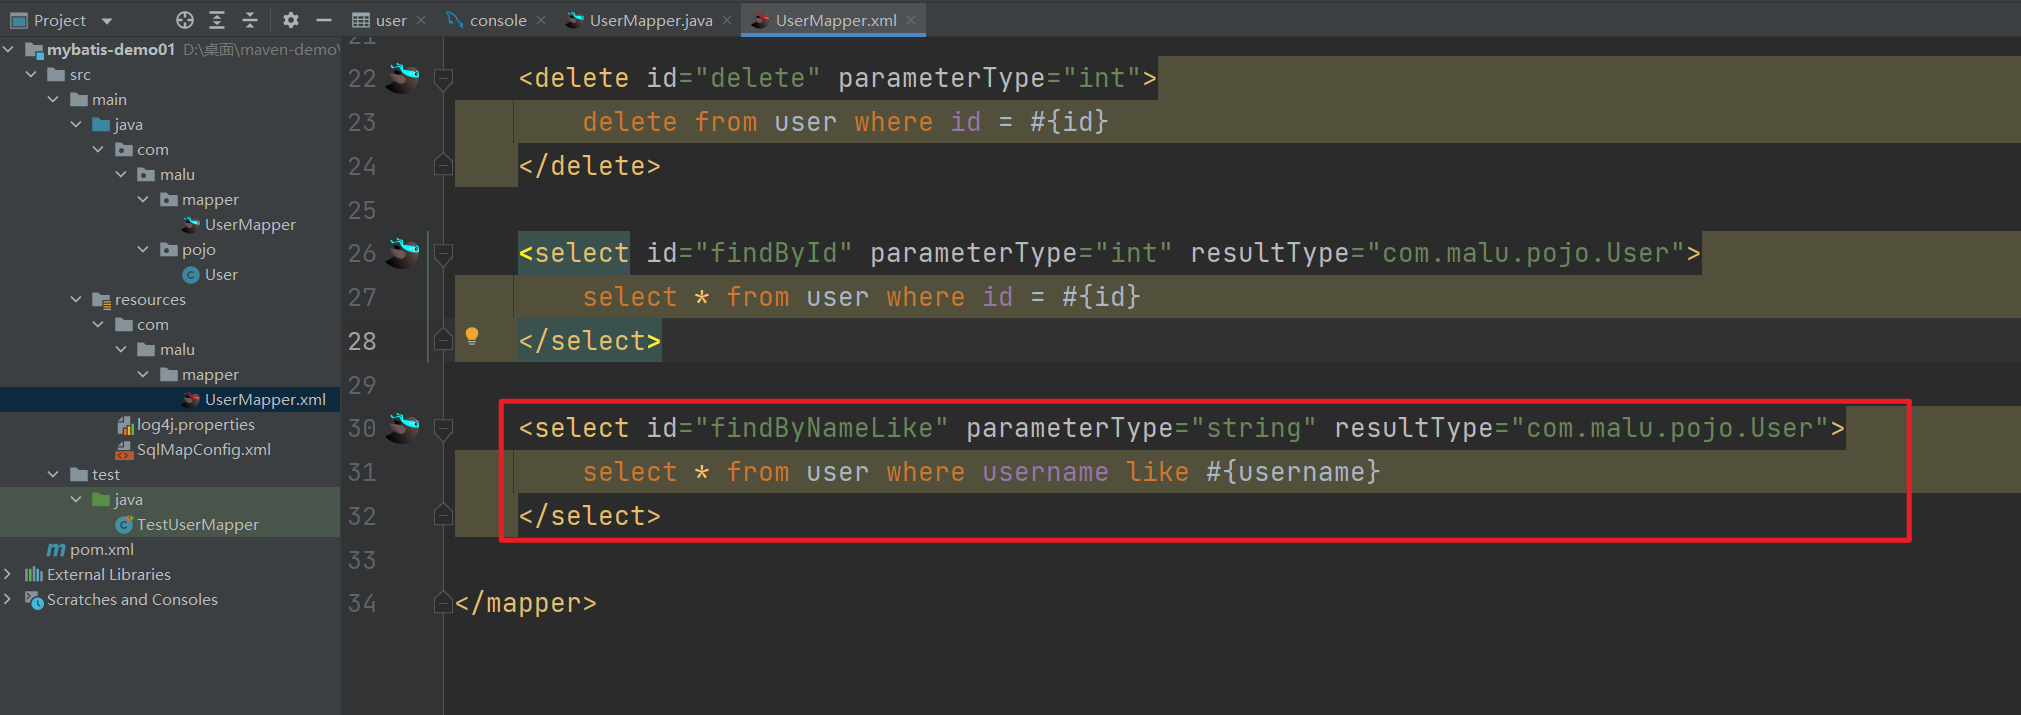 Project
user
console
UserMapper.java
UserMapper.xml
mybatis-demo01 D:\桌面\maven-demo\
src
main
java
com
malu
mapper
UserMapper
pojo
User
resources
com
malu
mapper
UserMapper.xml
log4j.properties
SqlMapConfig.xml
test
java
TestUserMapper
pom.xml
External Libraries
Scratches and Consoles
21
22 <delete id="delete" parameterType="int">
23 delete from user where id = #{id}
24 </delete>
25
26 <select id="findById" parameterType="int" resultType="com.malu.pojo.User">
27 select * from user where id = #{id}
28 </select>
29
30 <select id="findByNameLike" parameterType="string" resultType="com.malu.pojo.User">
31 select * from user where username like #{username}
32 </select>
33
34 </mapper>